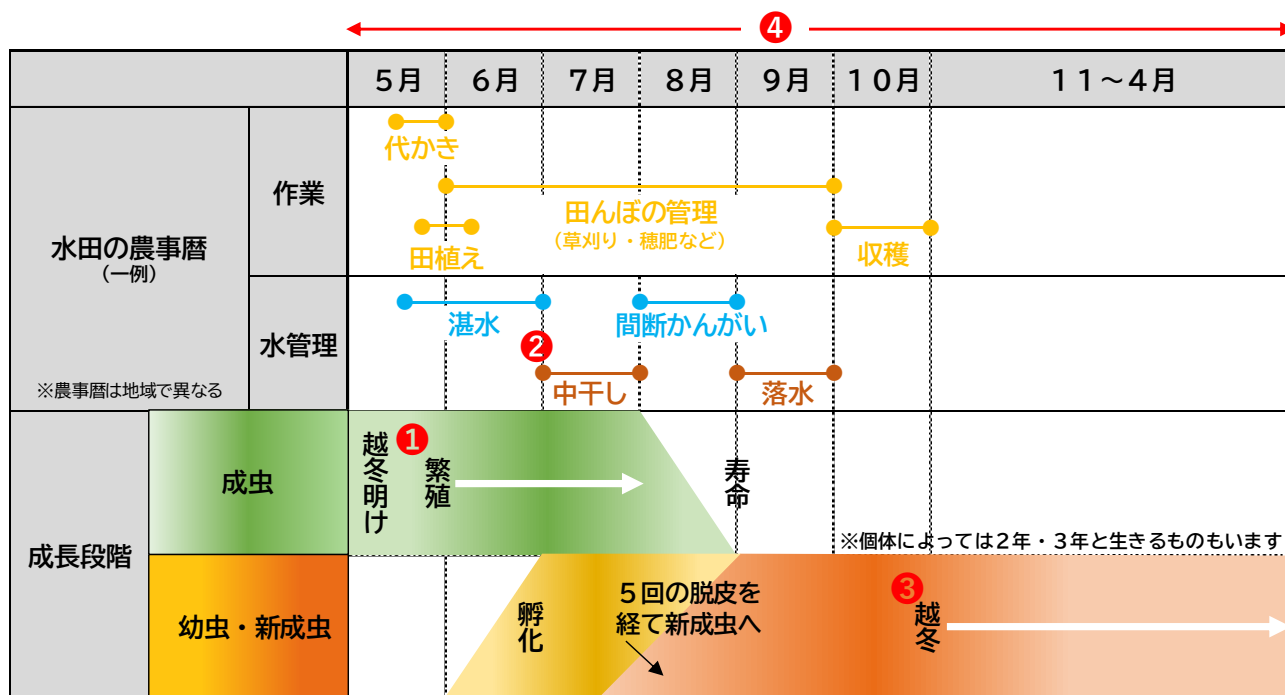 ❹
5月 6月 7月 8月 9月 10月 11～4月
水田の農事暦
（一例）
※農事暦は地域で異なる
作業
代かき
田んぼの管理
（草刈り・穂肥など）
田植え
収穫
水管理
湛水
間断かんがい
❷
中干し
落水
成長段階
成虫
越冬明け
❶
繁殖
寿命
※個体によっては2年・3年と生きるものもいます
幼虫・新成虫
孵化
5回の脱皮を
経て新成虫へ
❸
越冬